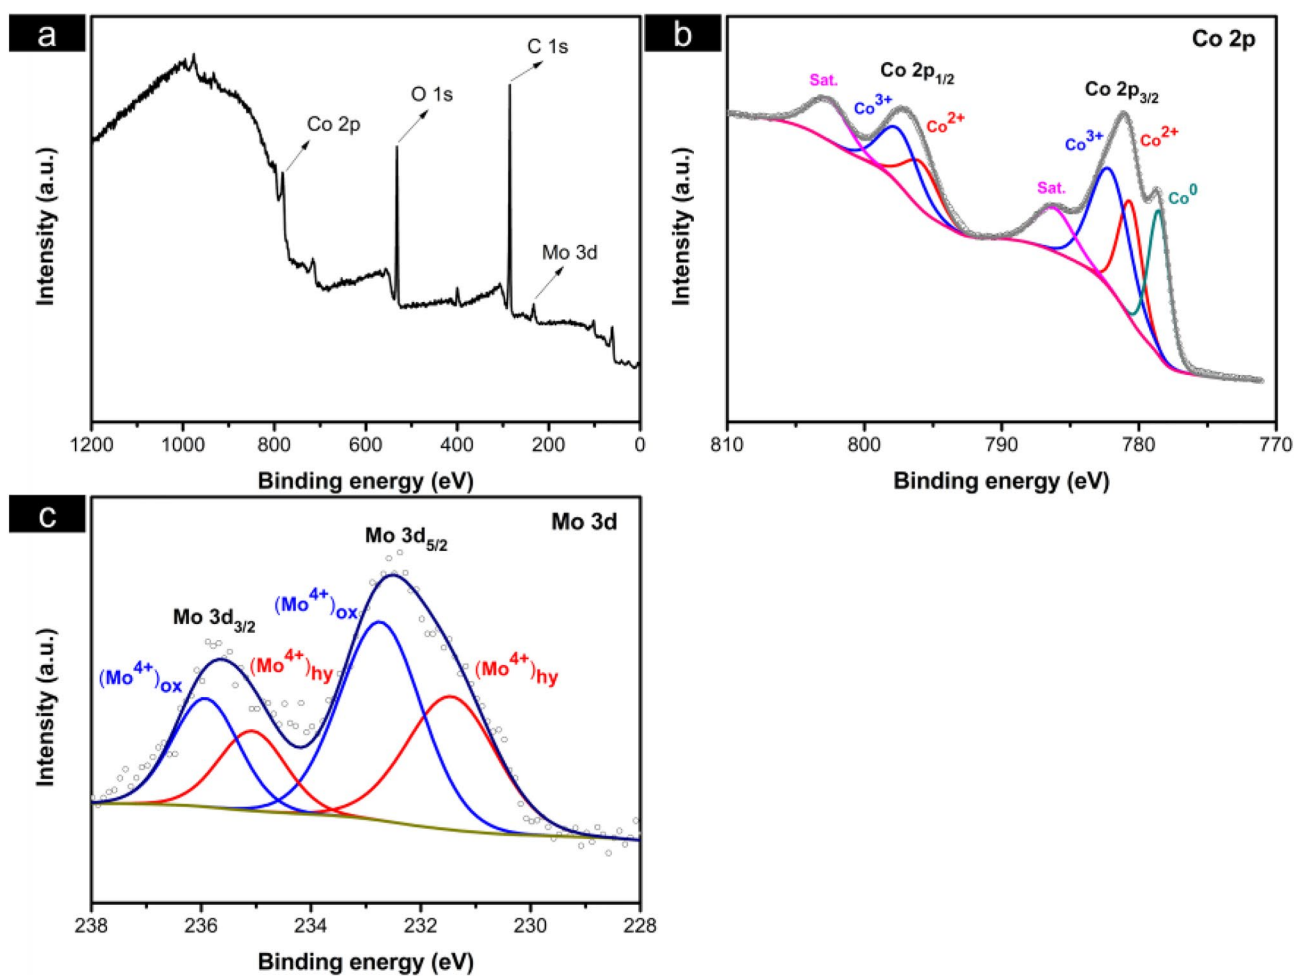 a
C 1s
O 1s
Co 2p
Mo 3d
Intensity (a.u.)
1200 1000 800 600 400 200 0
Binding energy (eV)
b
Co 2p
Sat.
Co 2p1/2
Co3+
Co2+
Co 2p3/2
Co3+
Co2+
Sat.
Co0
Intensity (a.u.)
810 800 790 780 770
Binding energy (eV)
c
Mo 3d
Mo 3d5/2
(Mo4+)ox
Mo 3d3/2
(Mo4+)ox
(Mo4+)hy
(Mo4+)hy
Intensity (a.u.)
238 236 234 232 230 228
Binding energy (eV)